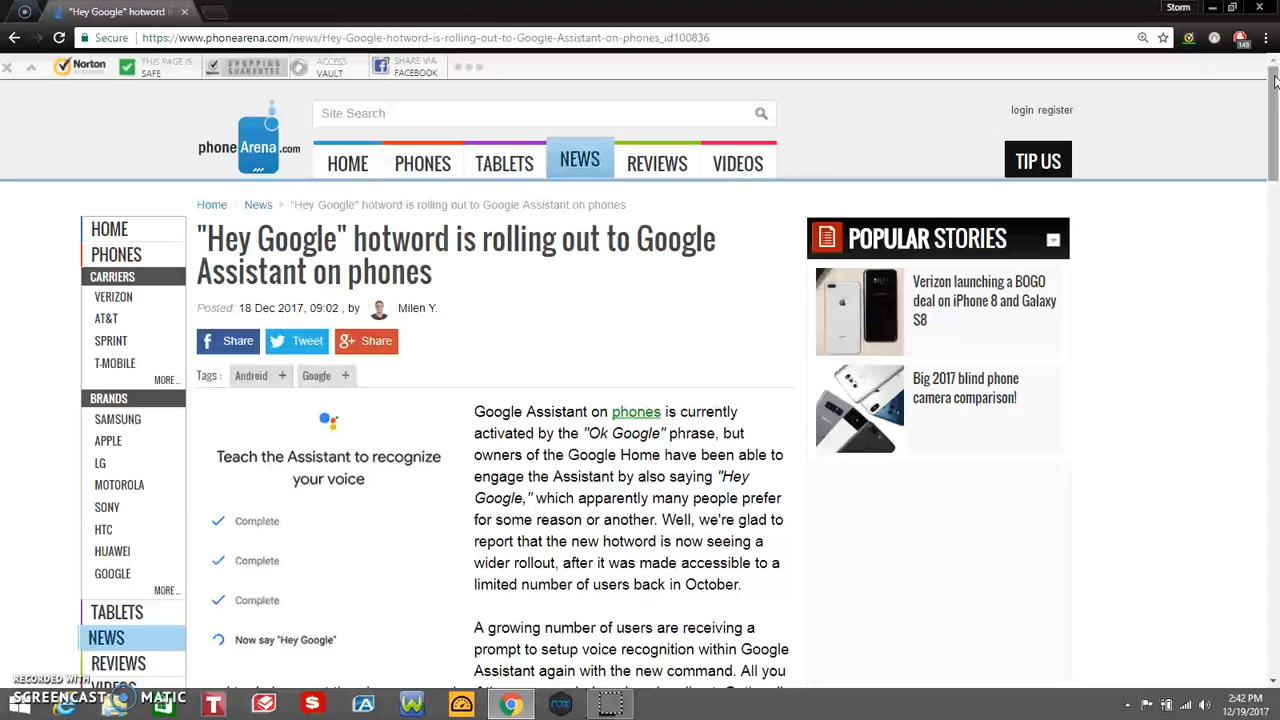 "Hey Google" hotword is
Storm
Secure
https://www.phonearena.com/news/Hey-Google-hotword-is-rolling-out-to-Google-Assistant-on-phones_id100836
149
Norton
THIS PAGE IS
SAFE
SHOPPING
GUARANTEE
ACCESS
VAULT
SHARE VIA
FACEBOOK
phoneArena.com
Site Search
login register
HOME PHONES TABLETS NEWS REVIEWS VIDEOS
TIP US
Home News "Hey Google" hotword is rolling out to Google Assistant on phones
HOME
PHONES
CARRIERS
VERIZON
AT&T
SPRINT
T-MOBILE
MORE...
BRANDS
SAMSUNG
APPLE
LG
MOTOROLA
SONY
HTC
HUAWEI
GOOGLE
MORE...
TABLETS
NEWS
REVIEWS
VIDEOS
"Hey Google" hotword is rolling out to Google
Assistant on phones
Posted: 18 Dec 2017, 09:02 , by Milen Y.
Share Tweet Share
Tags : Android + Google +
Teach the Assistant to recognize
your voice
Complete
Complete
Complete
Now say "Hey Google"
Google Assistant on phones is currently
activated by the "Ok Google" phrase, but
owners of the Google Home have been able to
engage the Assistant by also saying "Hey
Google," which apparently many people prefer
for some reason or another. Well, we're glad to
report that the new hotword is now seeing a
wider rollout, after it was made accessible to a
limited number of users back in October.
A growing number of users are receiving a
prompt to setup voice recognition within Google
Assistant again with the new command. All you
POPULAR STORIES
Verizon launching a BOGO
deal on iPhone 8 and Galaxy
S8
Big 2017 blind phone
camera comparison!
RECORDED WITH
SCREENCAST MATIC
2:42 PM
12/19/2017